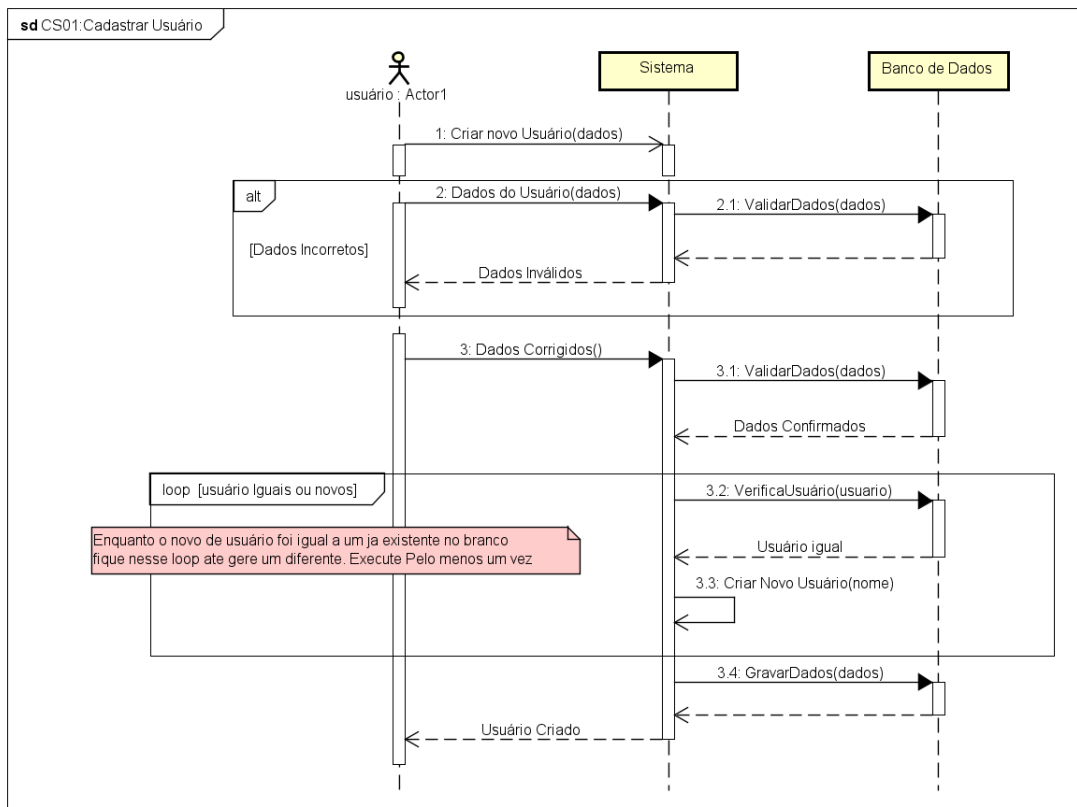 sd CS01:Cadastrar Usuário
usuário : Actor1
Sistema
Banco de Dados
1: Criar novo Usuário(dados)
alt
2: Dados do Usuário(dados)
2.1: ValidarDados(dados)
[Dados Incorretos]
Dados Inválidos
3: Dados Corrigidos()
3.1: ValidarDados(dados)
Dados Confirmados
loop [usuário Iguais ou novos]
3.2: VerificaUsuário(usuario)
Enquanto o novo de usuário foi igual a um ja existente no branco
fique nesse loop ate gere um diferente. Execute Pelo menos um vez
Usuário igual
3.3: Criar Novo Usuário(nome)
3.4: GravarDados(dados)
Usuário Criado